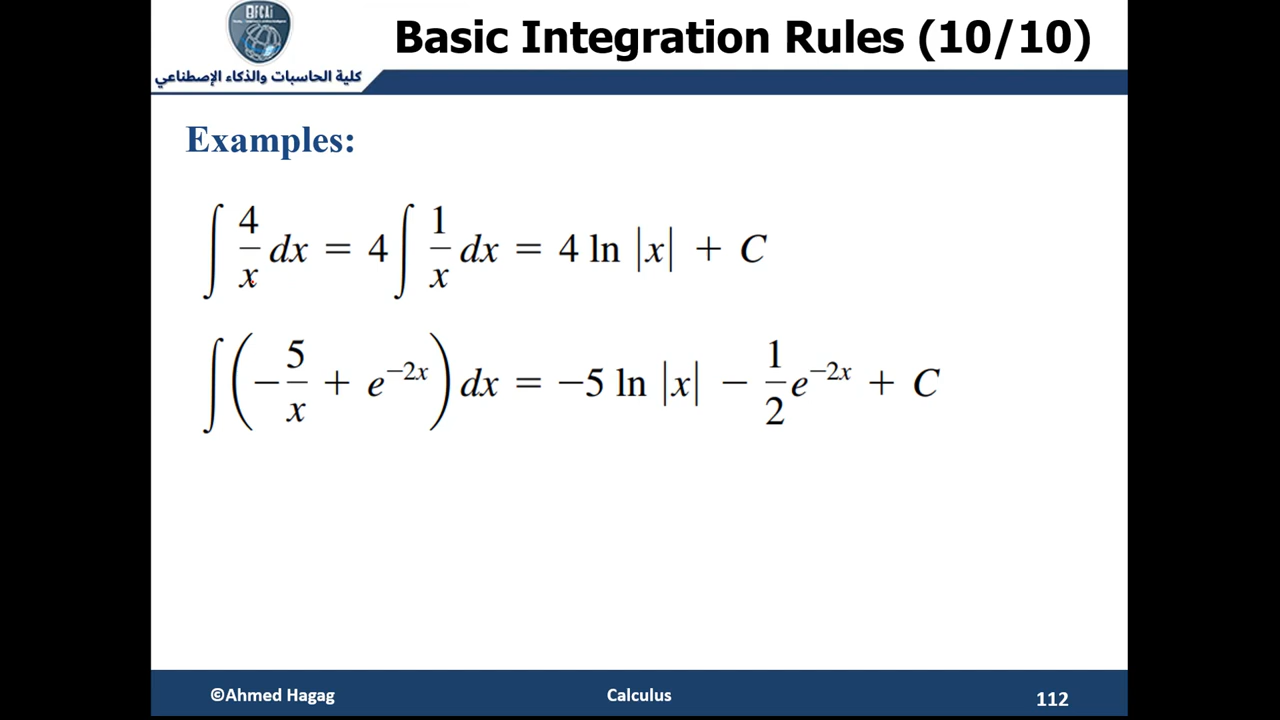 FCAi
Basic Integration Rules (10/10)
كلية الحاسبات والذكاء الإصطناعي
Examples:
∫ 4/x dx = 4 ∫ 1/x dx = 4 ln |x| + C
∫ (−5/x + e^{−2x}) dx = −5 ln |x| − 1/2 e^{−2x} + C
©Ahmed Hagag
Calculus
112